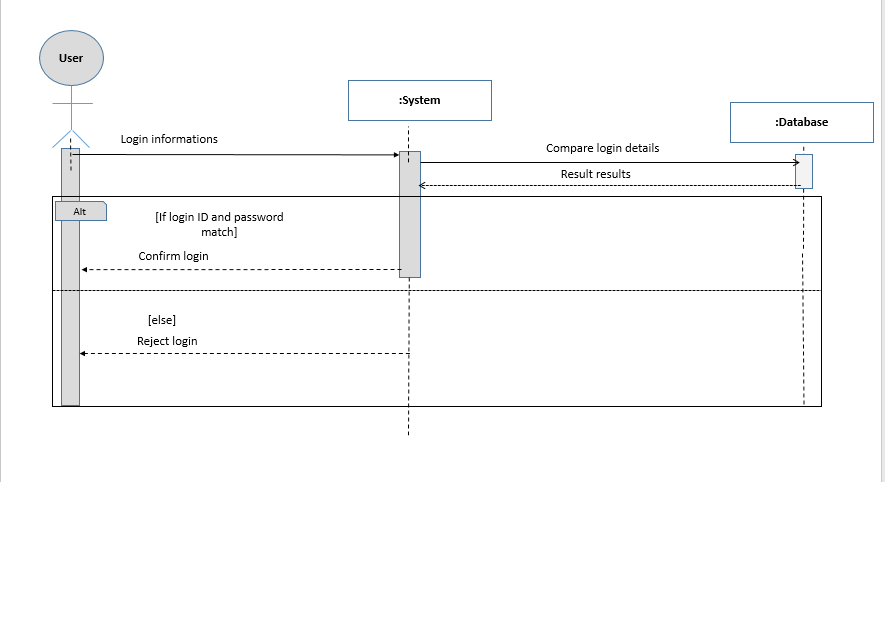 User
:System
:Database
Login informations
Compare login details
Result results
Alt
[If login ID and password
match]
Confirm login
[else]
Reject login